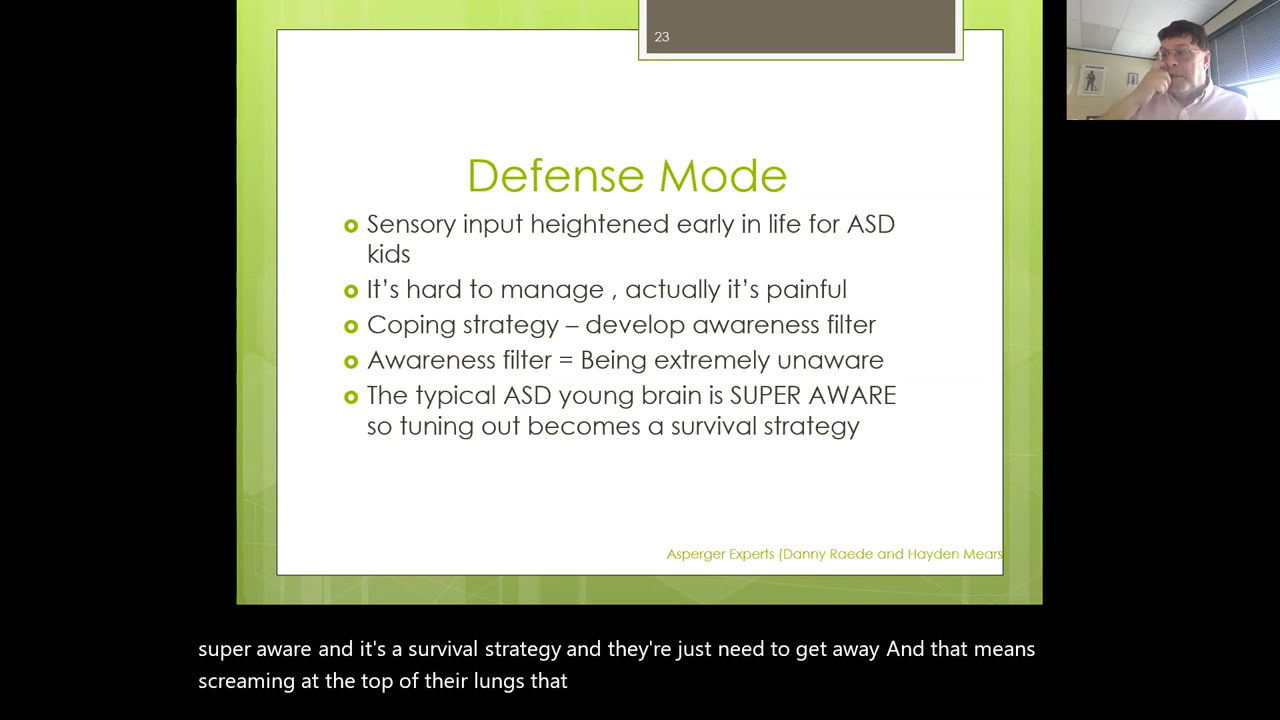 23
Defense Mode
Sensory input heightened early in life for ASD
kids
It's hard to manage , actually it's painful
Coping strategy – develop awareness filter
Awareness filter = Being extremely unaware
The typical ASD young brain is SUPER AWARE
so tuning out becomes a survival strategy
Asperger Experts (Danny Raede and Hayden Mears
super aware and it's a survival strategy and they're just need to get away And that means
screaming at the top of their lungs that